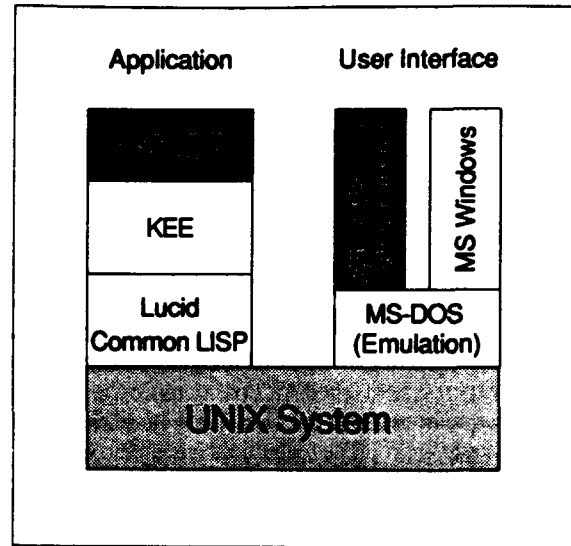 Application
User Interface
KEE
MS Windows
Lucid
Common LISP
MS-DOS
(Emulation)
UNIX System